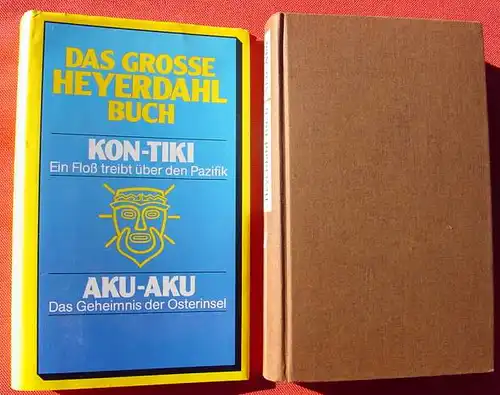 DAS GROSSE
HEYERDAHL
BUCH
KON-TIKI
Ein Floß treibt über den Pazifik
AKU-AKU
Das Geheimnis der Osterinsel